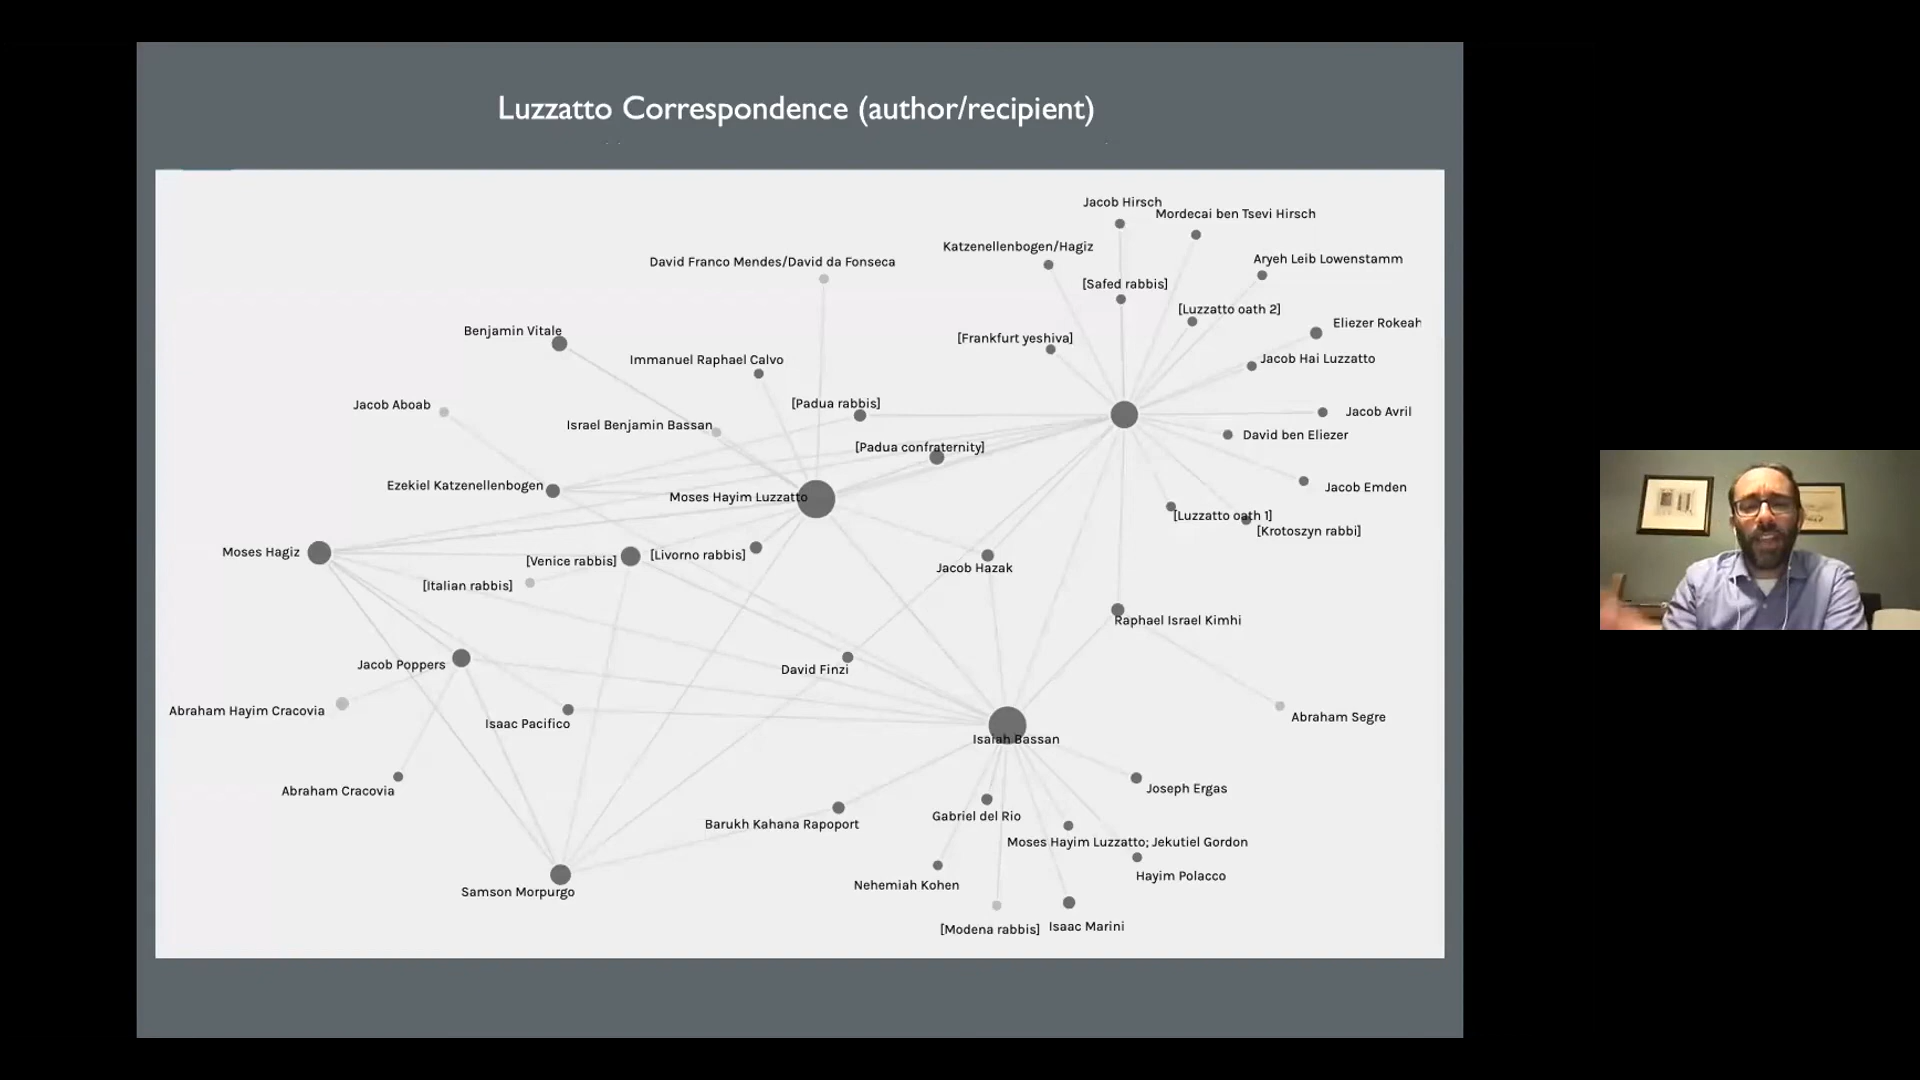 Luzzatto Correspondence (author/recipient)
Jacob Hirsch
Mordecai ben Tsevi Hirsch
Katzenellenbogen/Hagiz
Aryeh Leib Lowenstamm
David Franco Mendes/David da Fonseca
[Safed rabbis]
[Luzzatto oath 2]
Eliezer Rokeah
Benjamin Vitale
[Frankfurt yeshiva]
Immanuel Raphael Calvo
Jacob Hai Luzzatto
[Padua rabbis]
Jacob Aboab
Jacob Avril
Israel Benjamin Bassan
David ben Eliezer
[Padua confraternity]
Ezekiel Katzenellenbogen
Jacob Emden
Moses Hayim Luzzatto
[Luzzatto oath 1]
[Krotoszyn rabbi]
Moses Hagiz
[Livorno rabbis]
[Venice rabbis]
Jacob Hazak
[Italian rabbis]
Raphael Israel Kimhi
Jacob Poppers
David Finzi
Abraham Hayim Cracovia
Abraham Segre
Isaac Pacifico
Isaiah Bassan
Joseph Ergas
Abraham Cracovia
Gabriel del Rio
Barukh Kahana Rapoport
Moses Hayim Luzzatto; Jekutiel Gordon
Hayim Polacco
Nehemiah Kohen
Samson Morpurgo
Isaac Marini
[Modena rabbis]